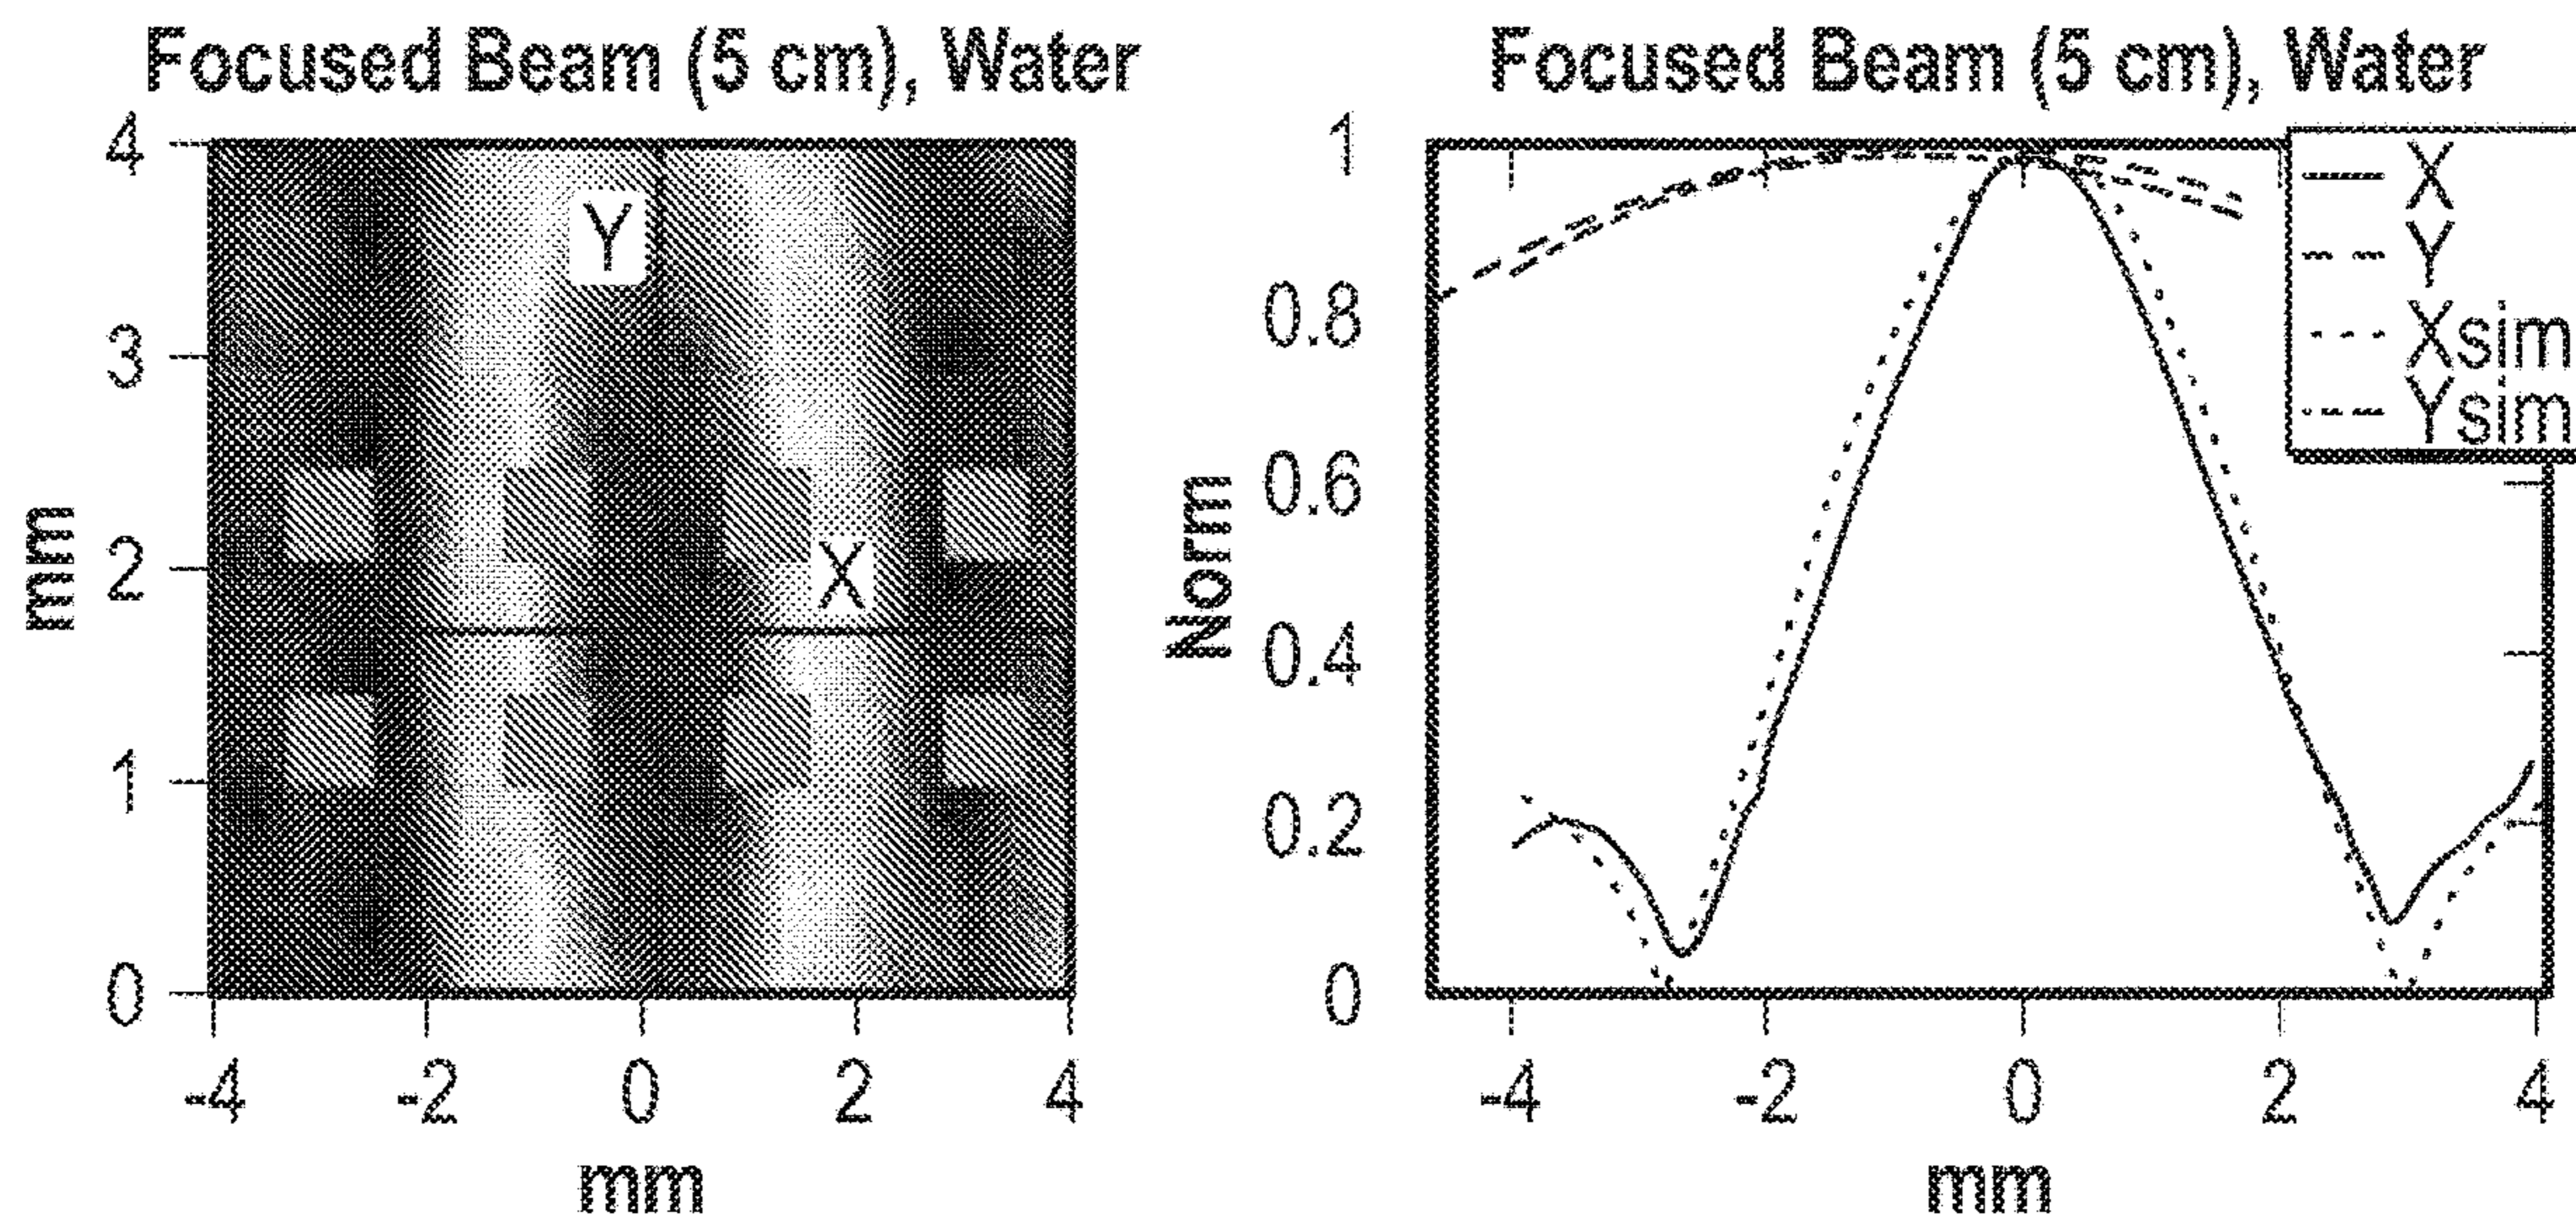 Focused Beam (5 cm), Water
4
3
2
1
0
mm
Y
X
-4 -2 0 2 4
mm
Focused Beam (5 cm), Water
1
0.8
0.6
0.4
0.2
0
Norm
X
Y
Xsim
Ysim
-4 -2 0 2 4
mm